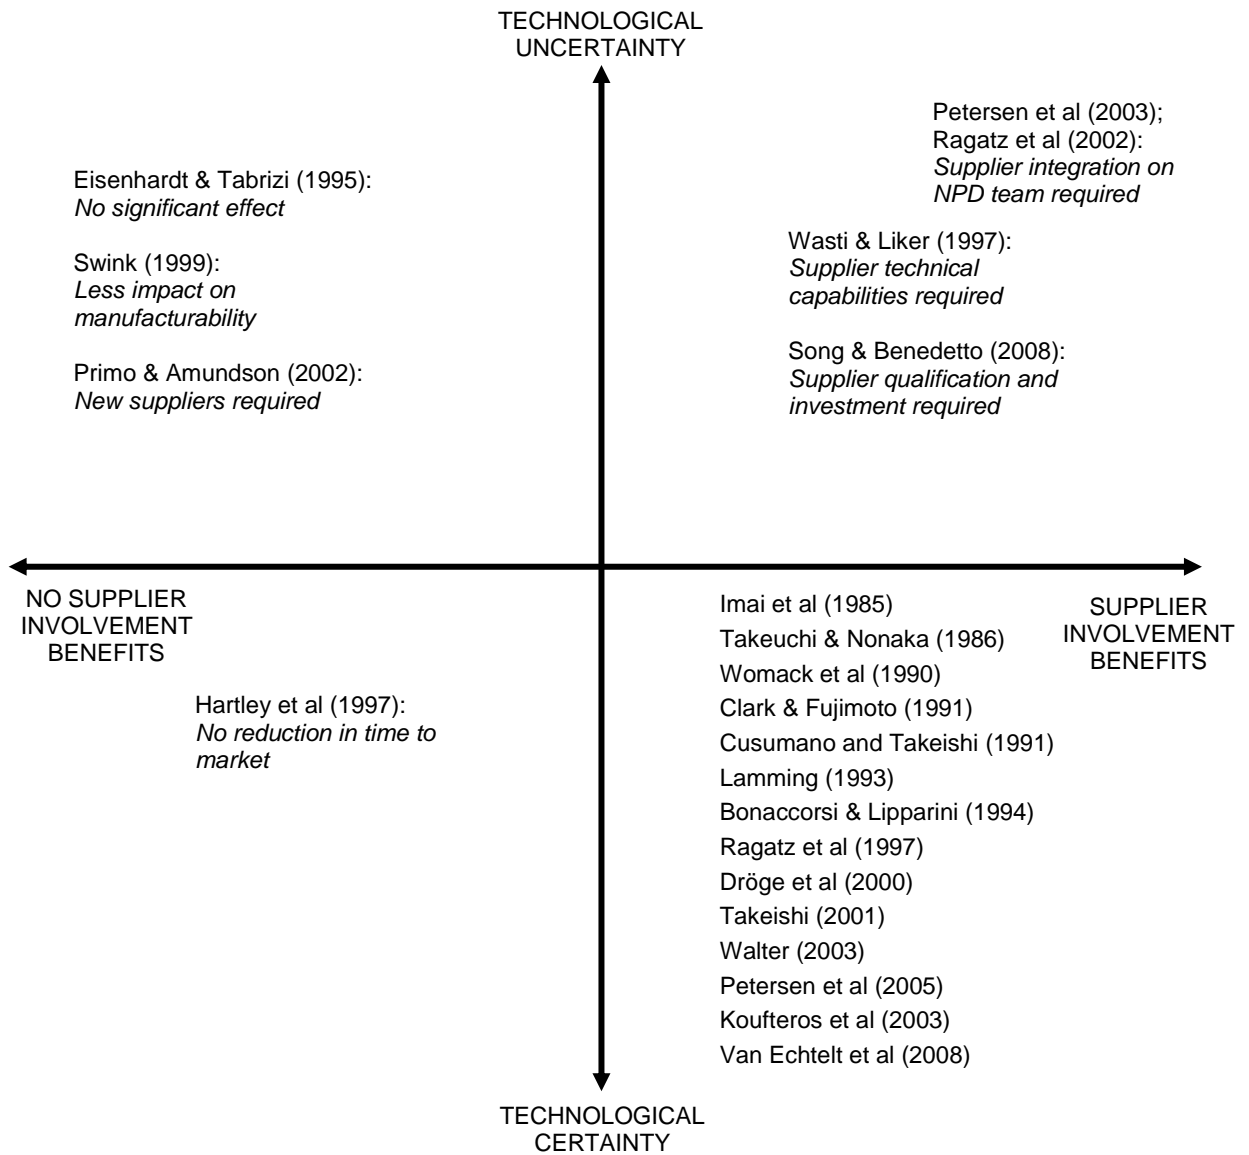 TECHNOLOGICAL
UNCERTAINTY
Petersen et al (2003);
Ragatz et al (2002):
Supplier integration on
NPD team required
Eisenhardt & Tabrizi (1995):
No significant effect
Swink (1999):
Less impact on
manufacturability
Primo & Amundson (2002):
New suppliers required
Wasti & Liker (1997):
Supplier technical
capabilities required
Song & Benedetto (2008):
Supplier qualification and
investment required
NO SUPPLIER
INVOLVEMENT
BENEFITS
SUPPLIER
INVOLVEMENT
BENEFITS
Hartley et al (1997):
No reduction in time to
market
Imai et al (1985)
Takeuchi & Nonaka (1986)
Womack et al (1990)
Clark & Fujimoto (1991)
Cusumano and Takeishi (1991)
Lamming (1993)
Bonaccorsi & Lipparini (1994)
Ragatz et al (1997)
Dröge et al (2000)
Takeishi (2001)
Walter (2003)
Petersen et al (2005)
Koufteros et al (2003)
Van Echtelt et al (2008)
TECHNOLOGICAL
CERTAINTY